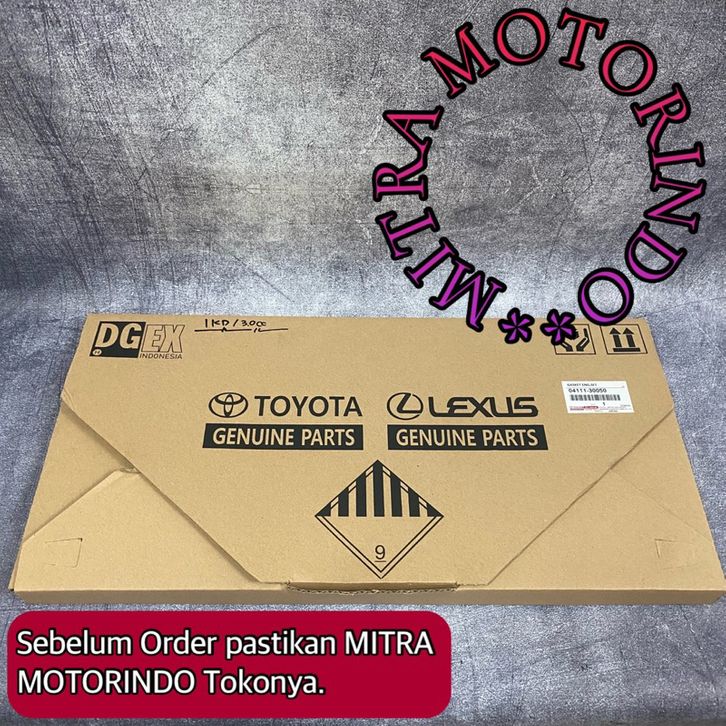 MITRA MOTORINDO**
DGEX
INDONESIA
1KD/3.000
TOYOTA
GENUINE PARTS
LEXUS
GENUINE PARTS
04111-30050
1
9
Sebelum Order pastikan MITRA
MOTORINDO Tokonya.